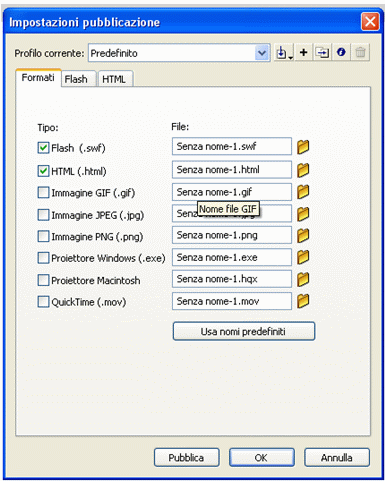 Impostazioni pubblicazione
Profilo corrente: Predefinito
Formati Flash HTML
Tipo: File:
Flash (.swf) Senza nome-1.swf
HTML (.html) Senza nome-1.html
Immagine GIF (.gif) Senza nome-1.gif
Nome file GIF
Immagine JPEG (.jpg) Senza
Immagine PNG (.png) Senza nome-1.png
Proiettore Windows (.exe) Senza nome-1.exe
Proiettore Macintosh Senza nome-1.hqx
QuickTime (.mov) Senza nome-1.mov
Usa nomi predefiniti
Pubblica OK Annulla